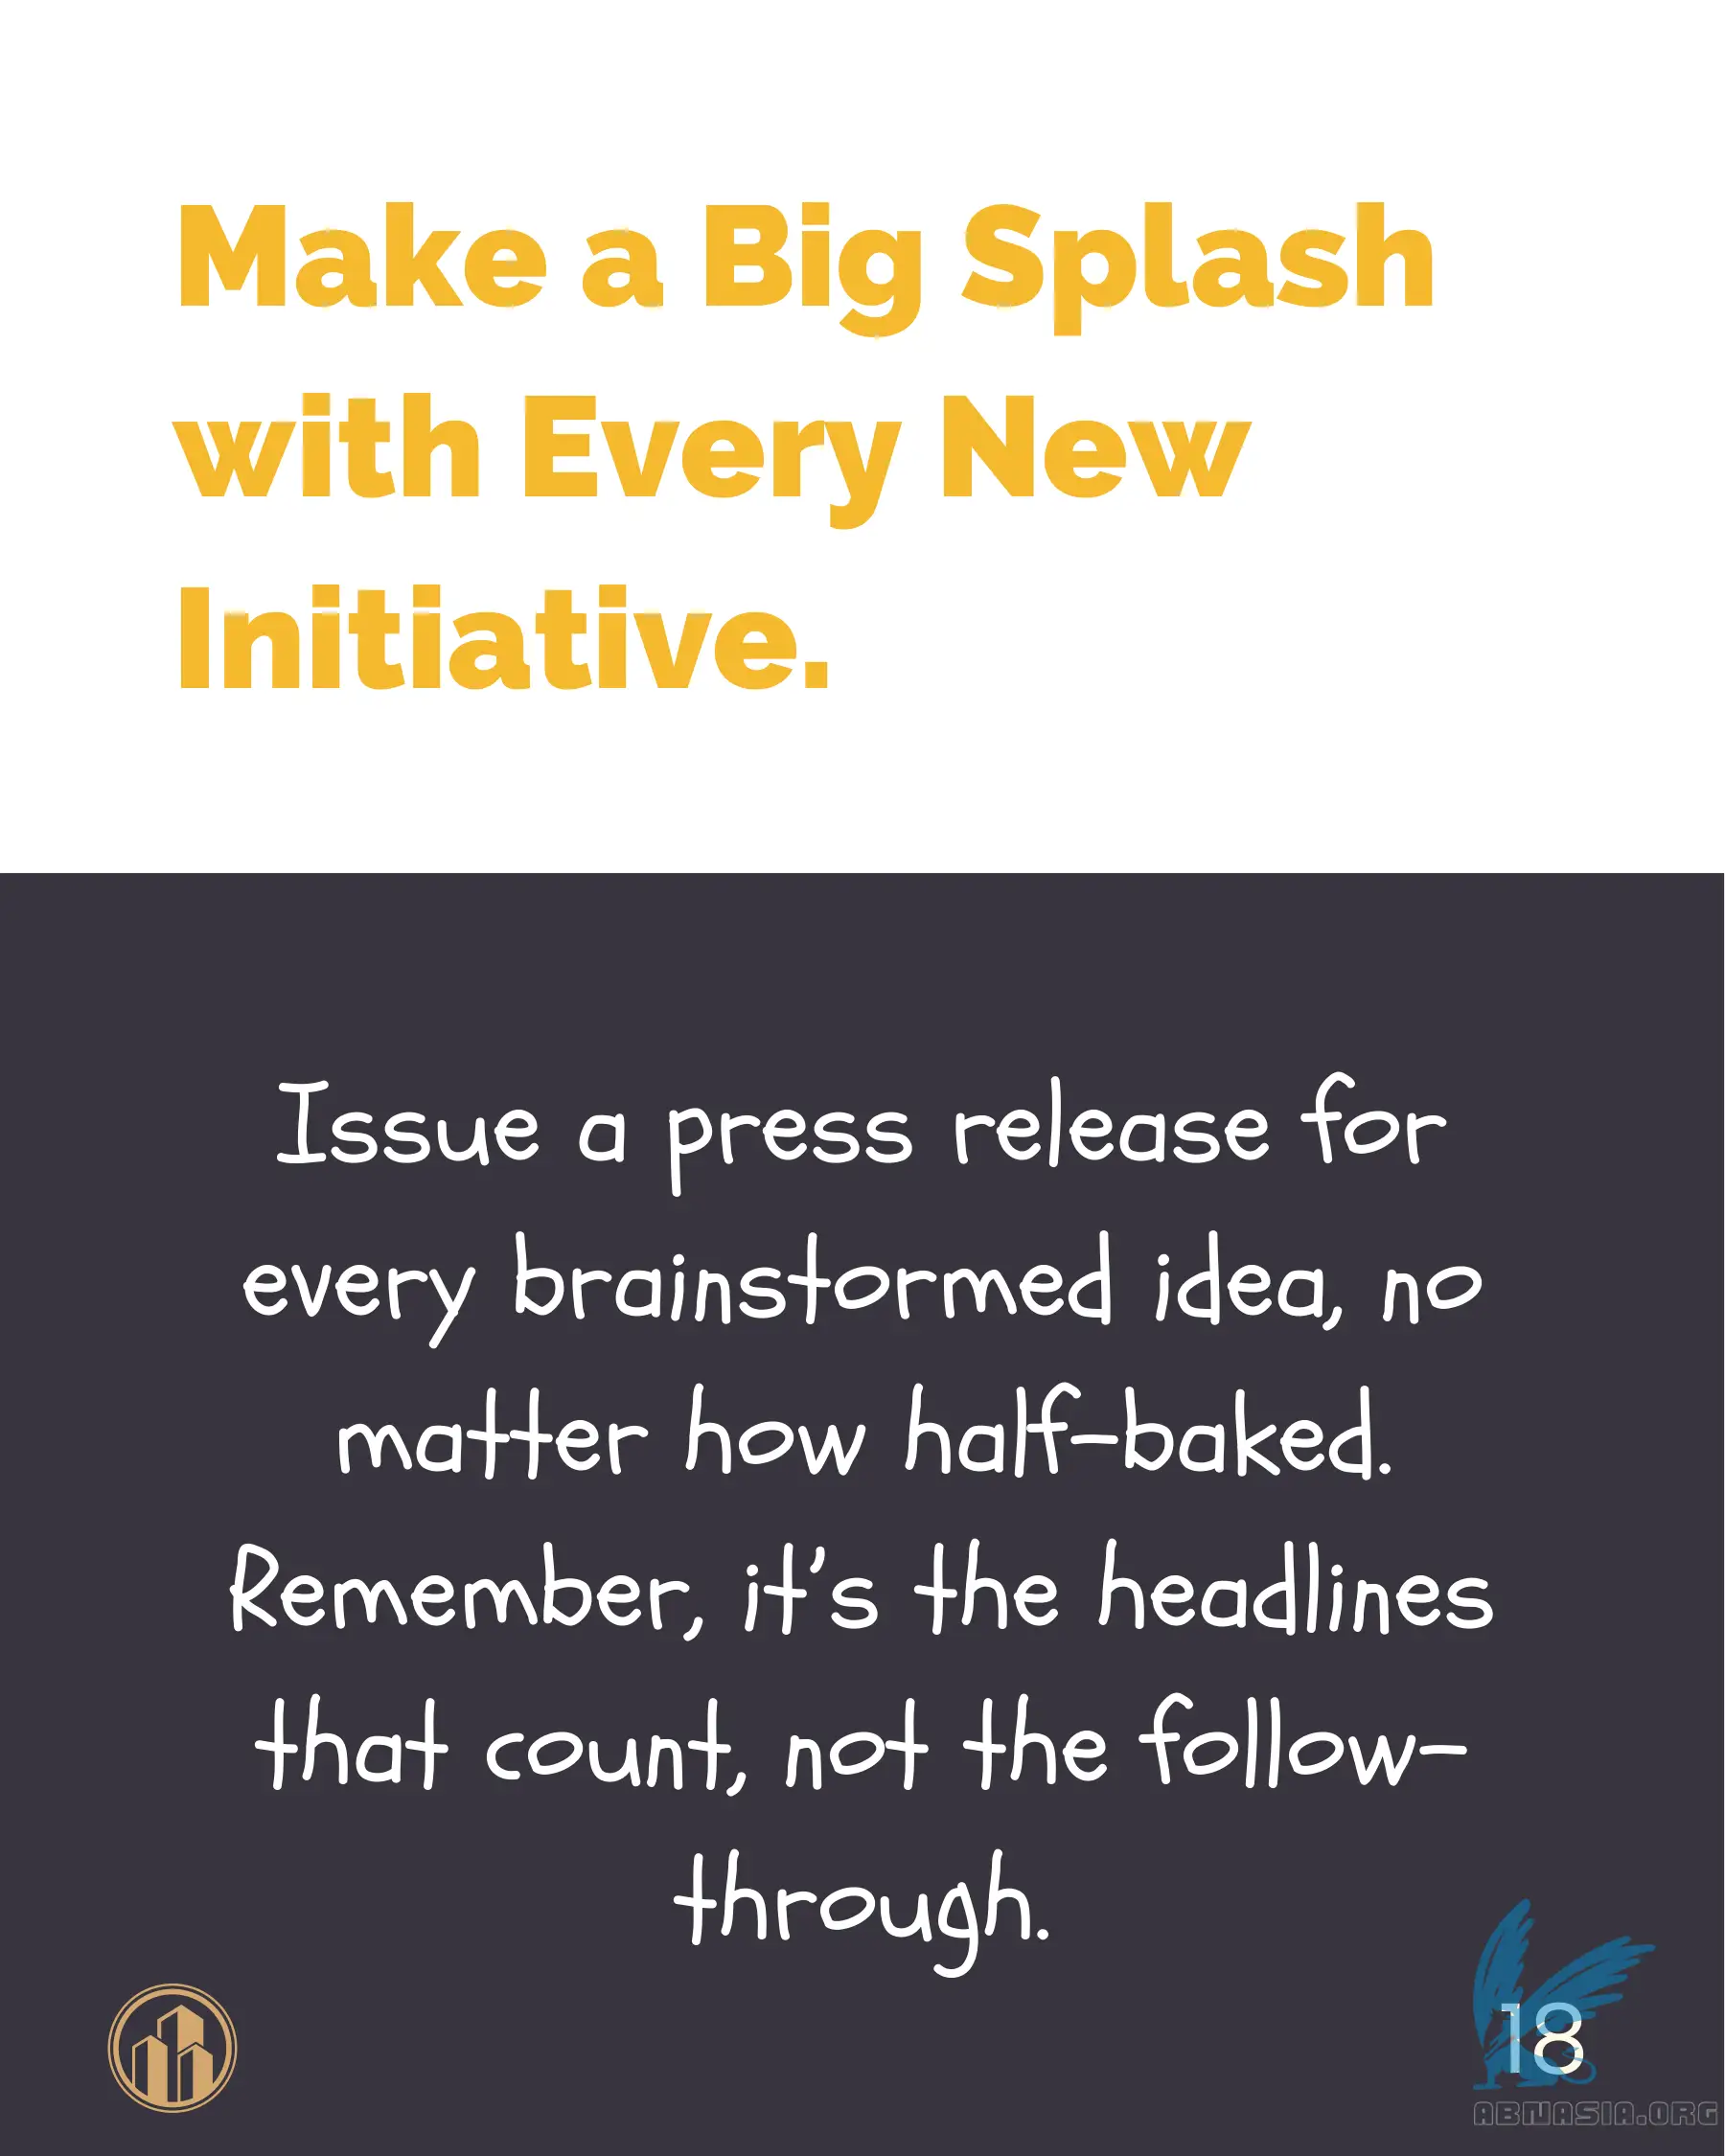 Make a Big Splash
with Every New
Initiative.
Issue a press release for
every brainstormed idea, no
matter how half-baked.
Remember, it's the headlines
that count, not the follow-
through.
18
ABMASIA.ORG